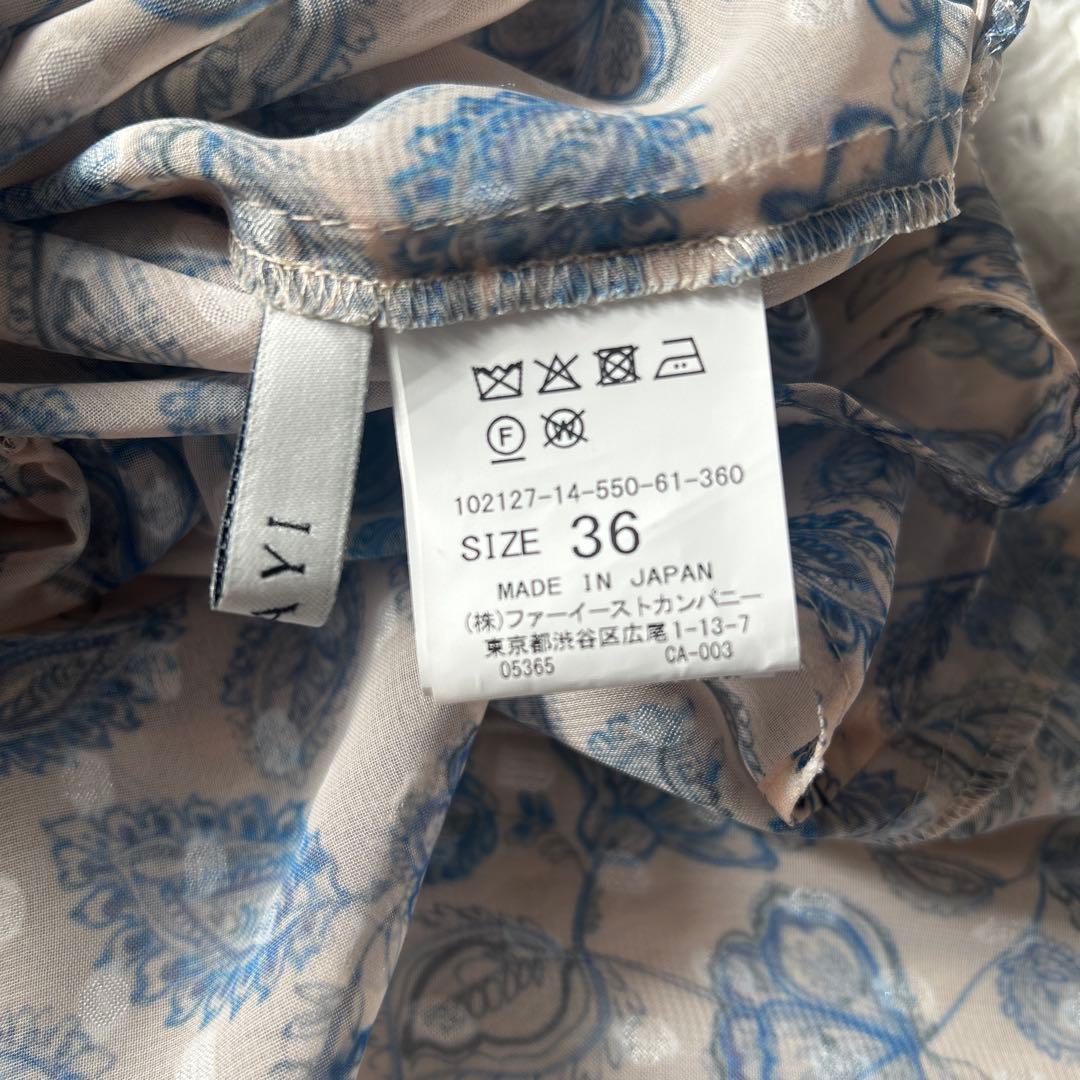 AYI
F W
102127-14-550-61-360
SIZE 36
MADE IN JAPAN
(株)ファーイーストカンパニー
東京都渋谷区広尾1-13-7
05365 CA-003